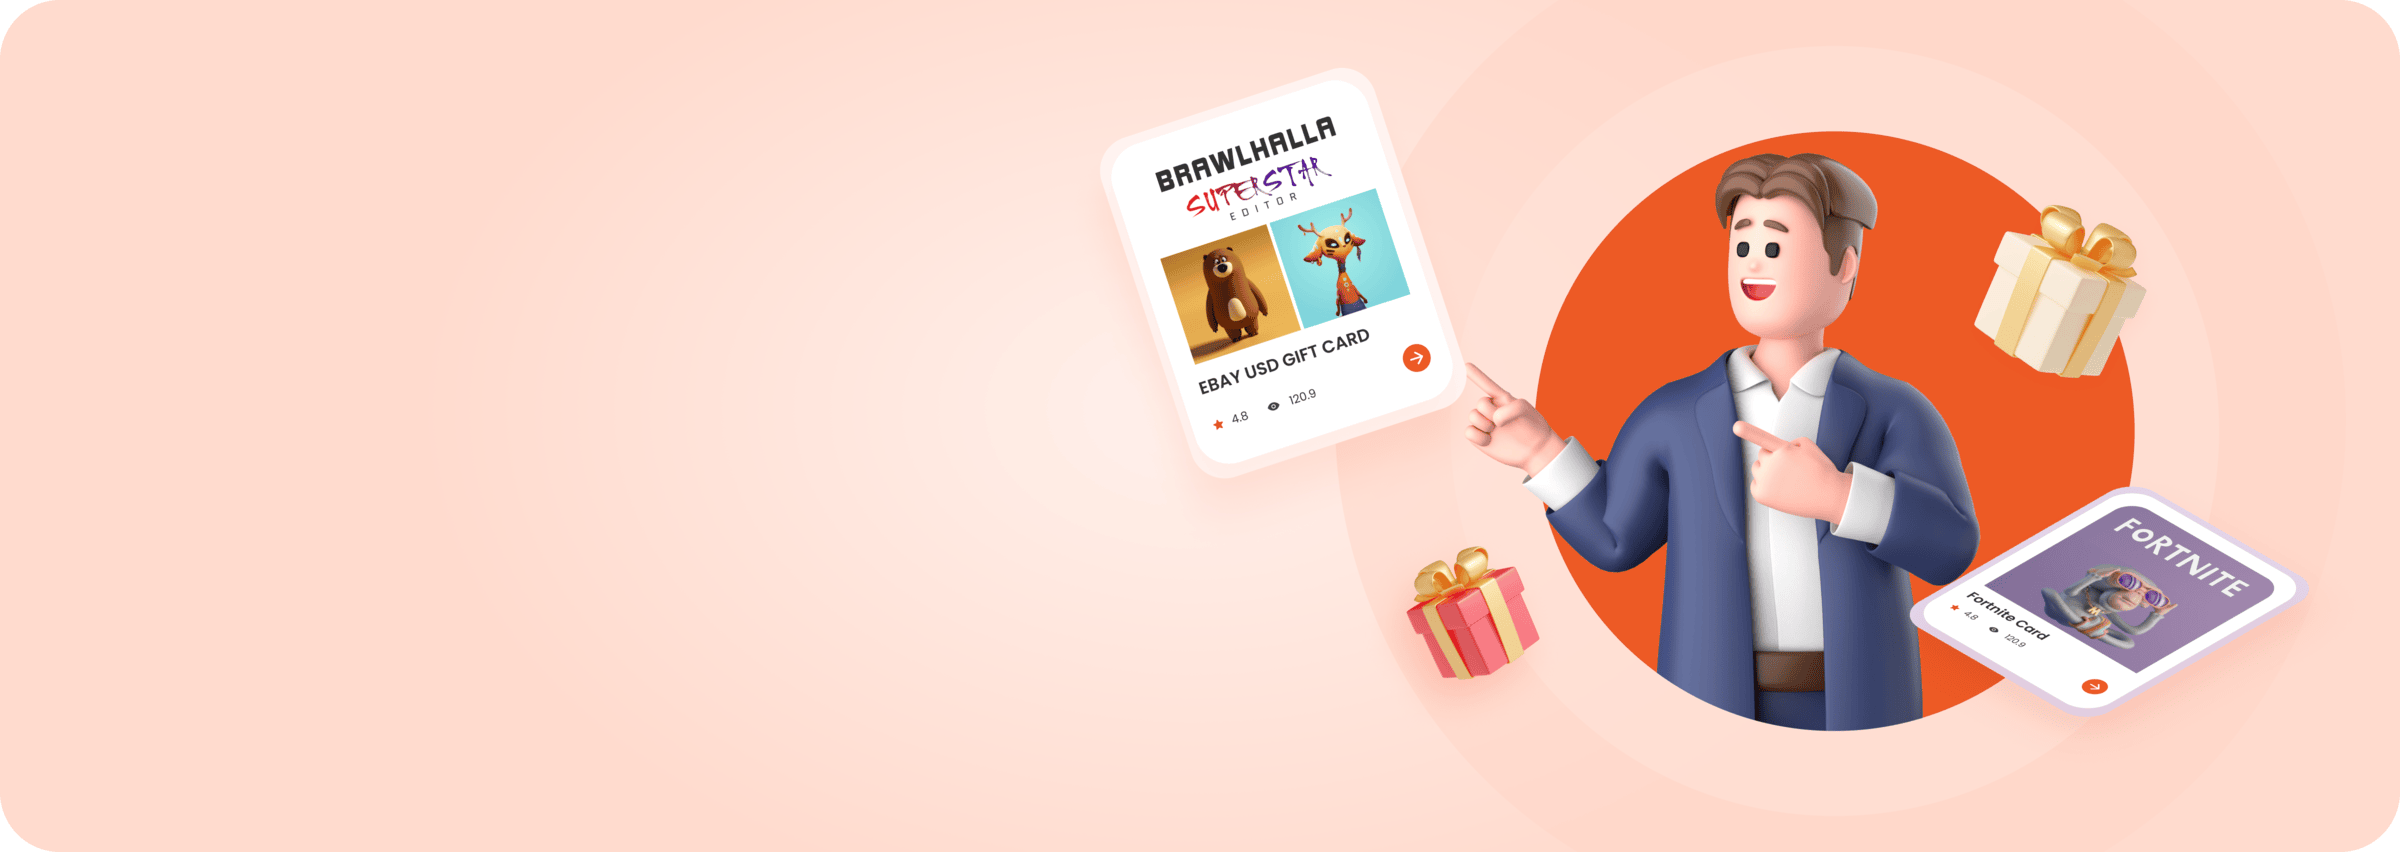 BRAWLHALLA
SUPERSTAR
EDITOR
EBAY USD GIFT CARD
4.8 120.9
FORTNITE
Fortnite Card
4.8 120.9